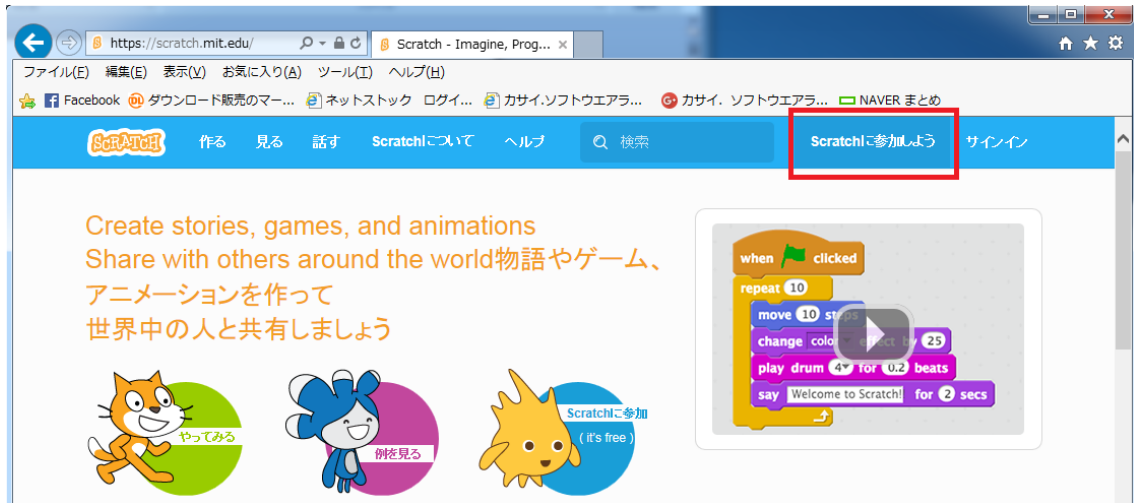 https://scratch.mit.edu/
Scratch - Imagine, Prog...
ファイル(F) 編集(E) 表示(V) お気に入り(A) ツール(T) ヘルプ(H)
Facebook ダウンロード販売のマー... ネットストック ログイ... カサイ.ソフトウエアラ... カサイ. ソフトウエアラ... NAVER まとめ
SCRATCH 作る 見る 話す Scratchについて ヘルプ 検索 Scratchに参加しよう サインイン
Create stories, games, and animations
Share with others around the world物語やゲーム、
アニメーションを作って
世界中の人と共有しましょう
when clicked
repeat 10
move 10 steps
change color effect by 25
play drum 4 for 0.2 beats
say Welcome to Scratch! for 2 secs
やってみる
例を見る
Scratchに参加
( it's free )